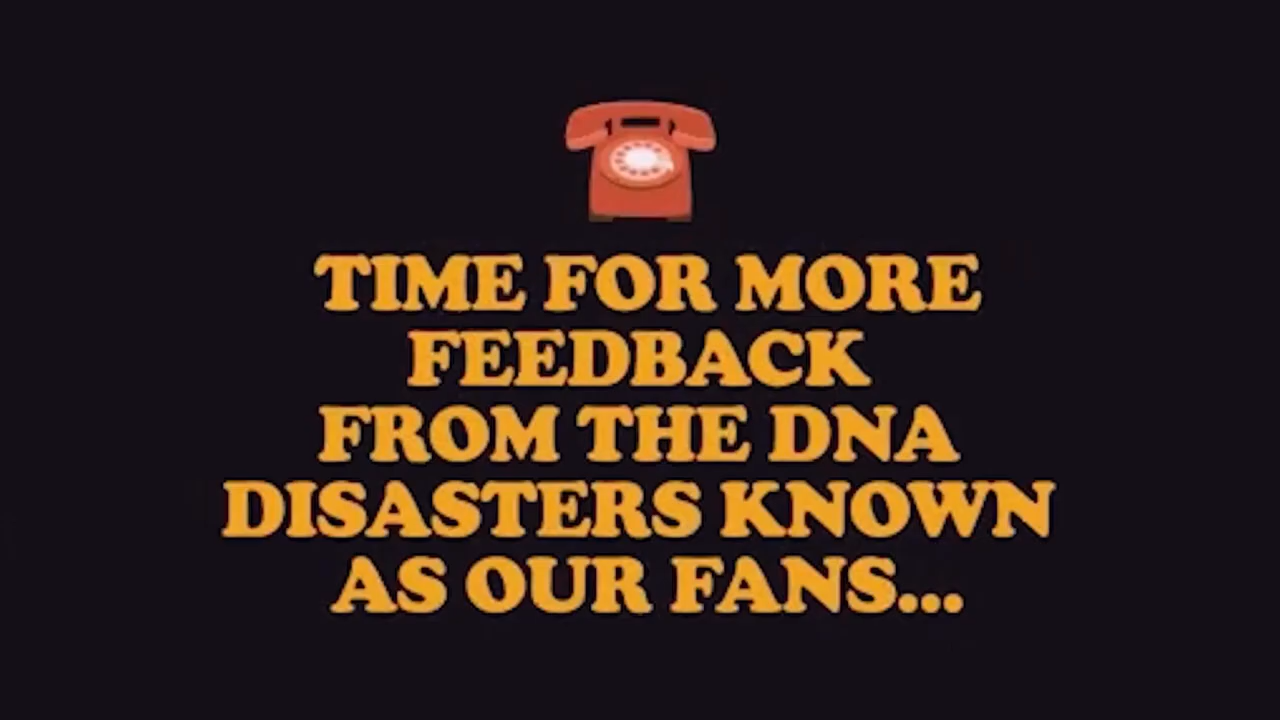 TIME FOR MORE
FEEDBACK
FROM THE DNA
DISASTERS KNOWN
AS OUR FANS...